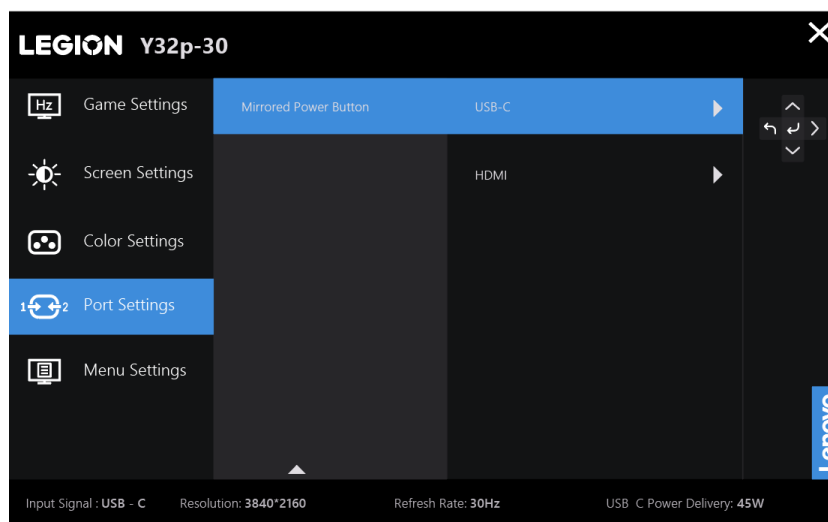 LEGION Y32p-30
Hz Game Settings
Mirrored Power Button USB-C
Screen Settings
HDMI
Color Settings
1 2 Port Settings
Menu Settings
Lenovo
Input Signal : USB - C Resolution: 3840*2160 Refresh Rate: 30Hz USB C Power Delivery: 45W